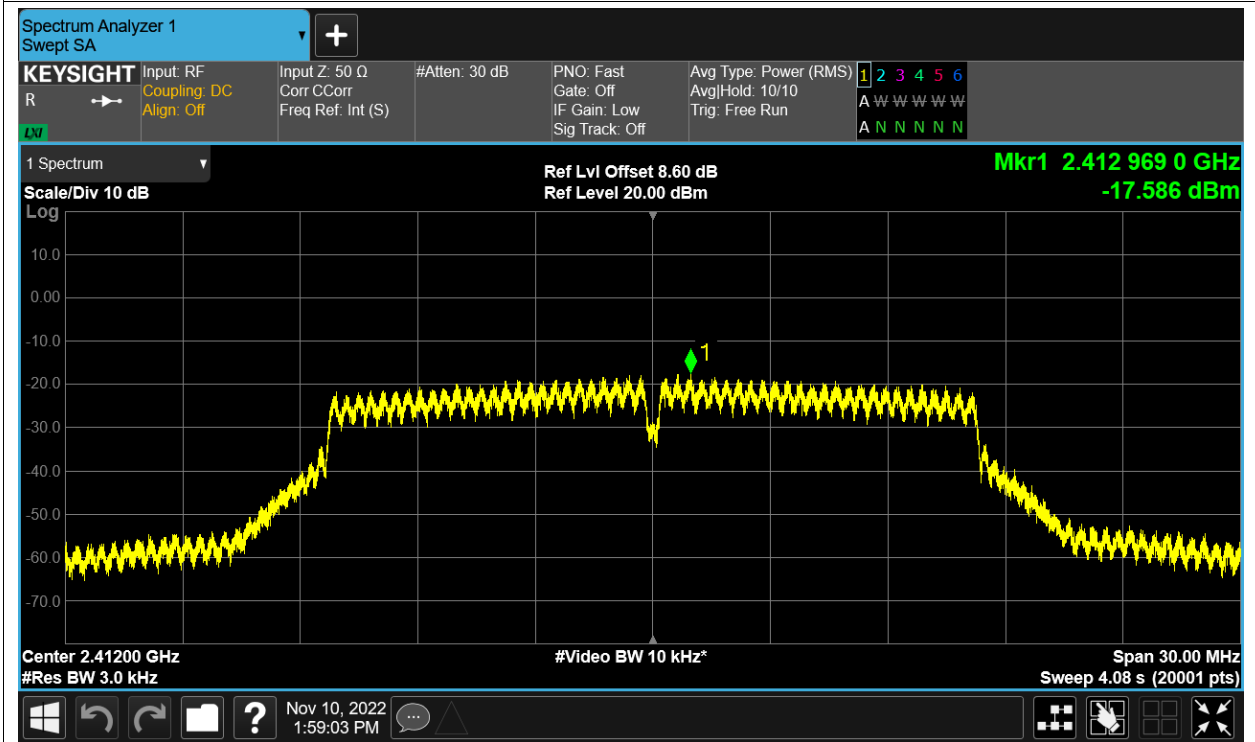 Spectrum Analyzer 1
Swept SA
+
KEYSIGHT
R
LXI
Input: RF
Coupling: DC
Align: Off
Input Z: 50 Ω
Corr CCorr
Freq Ref: Int (S)
#Atten: 30 dB
PNO: Fast
Gate: Off
IF Gain: Low
Sig Track: Off
Avg Type: Power (RMS)
Avg|Hold: 10/10
Trig: Free Run
1 2 3 4 5 6
A W W W W W
A N N N N N
1 Spectrum
Scale/Div 10 dB
Ref Lvl Offset 8.60 dB
Ref Level 20.00 dBm
Mkr1 2.412 969 0 GHz
-17.586 dBm
Log
10.0
0.00
-10.0
-20.0
-30.0
-40.0
-50.0
-60.0
-70.0
1
Center 2.41200 GHz
#Res BW 3.0 kHz
#Video BW 10 kHz*
Span 30.00 MHz
Sweep 4.08 s (20001 pts)
?
Nov 10, 2022
1:59:03 PM